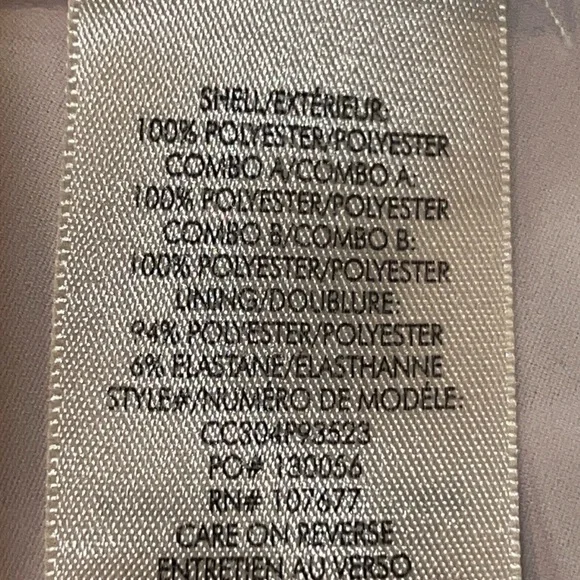 SHELL/EXTÉRIEUR:
100% POLYESTER/POLYESTER
COMBO A/COMBO A:
100% POLYESTER/POLYESTER
COMBO B/COMBO B:
100% POLYESTER/POLYESTER
LINING/DOUBLURE:
94% POLYESTER/POLYESTER
6% ELASTANE/ÉLASTHANNE
STYLE#/NUMÉRO DE MODÉLE:
CC304P93523
PO# 130056
RN# 107677
CARE ON REVERSE
ENTRETIEN AU VERSO